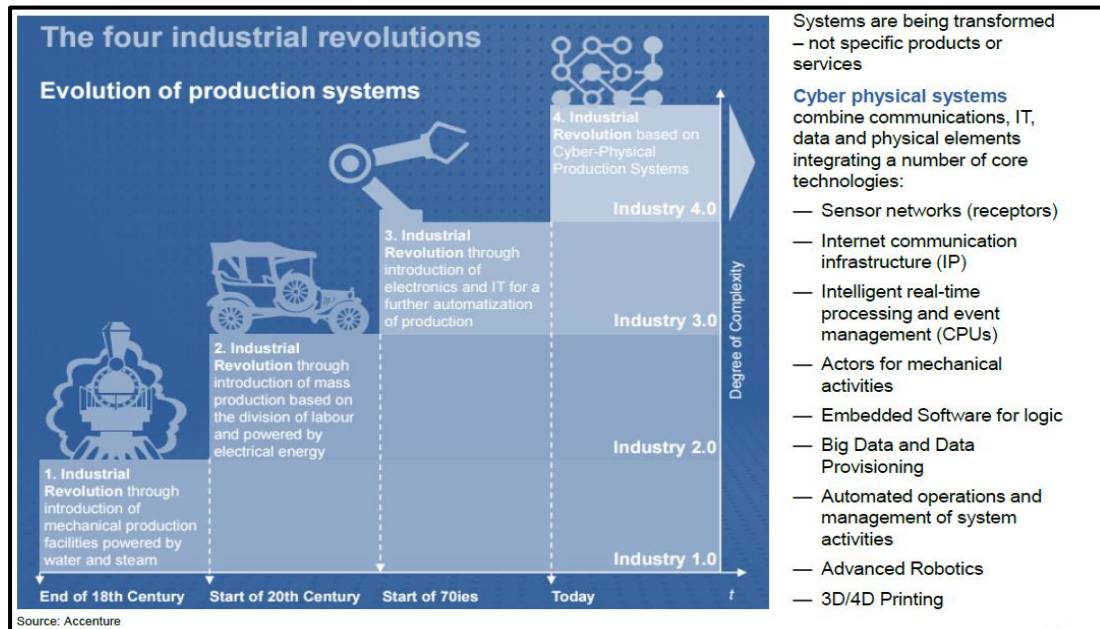 The four industrial revolutions
Evolution of production systems
4. Industrial
Revolution based on
Cyber-Physical
Production Systems
Industry 4.0
3. Industrial
Revolution through
introduction of
electronics and IT for a
further automatization
of production
Industry 3.0
2. Industrial
Revolution through
introduction of mass
production based on
the division of labour
and powered by
electrical energy
Industry 2.0
1. Industrial
Revolution through
introduction of
mechanical production
facilities powered by
water and steam
Industry 1.0
Degree of Complexity
End of 18th Century
Start of 20th Century
Start of 70ies
Today
t
Source: Accenture
Systems are being transformed
– not specific products or
services
Cyber physical systems
combine communications, IT,
data and physical elements
integrating a number of core
technologies:
— Sensor networks (receptors)
— Internet communication
infrastructure (IP)
— Intelligent real-time
processing and event
management (CPUs)
— Actors for mechanical
activities
— Embedded Software for logic
— Big Data and Data
Provisioning
— Automated operations and
management of system
activities
— Advanced Robotics
— 3D/4D Printing